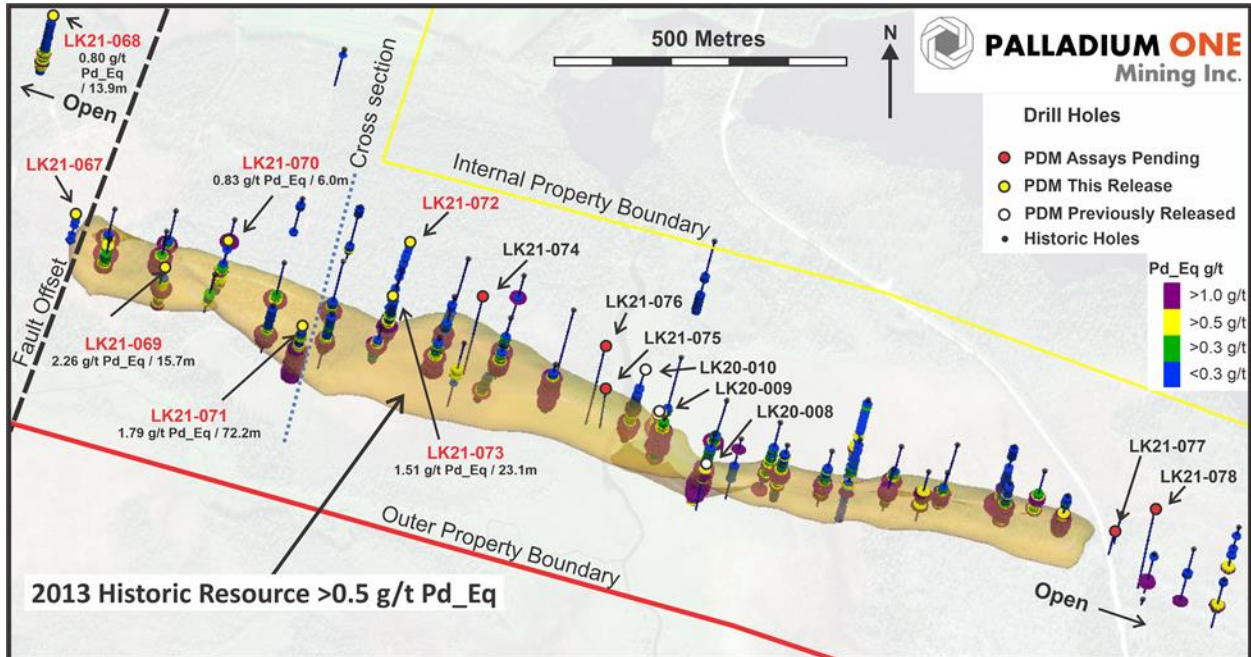 LK21-068
0.80 g/t
Pd_Eq
/ 13.9m
Open
LK21-067
LK21-070
0.83 g/t Pd_Eq / 6.0m
Cross section
500 Metres
N
PALLADIUM ONE
Mining Inc.
Drill Holes
PDM Assays Pending
PDM This Release
PDM Previously Released
Historic Holes
Pd_Eq g/t
>1.0 g/t
>0.5 g/t
>0.3 g/t
<0.3 g/t
Internal Property Boundary
LK21-072
LK21-074
LK21-076
LK21-075
LK20-010
LK20-009
LK20-008
Fault Offset
LK21-069
2.26 g/t Pd_Eq / 15.7m
LK21-071
1.79 g/t Pd_Eq / 72.2m
LK21-073
1.51 g/t Pd_Eq / 23.1m
LK21-077
LK21-078
Outer Property Boundary
2013 Historic Resource >0.5 g/t Pd_Eq
Open